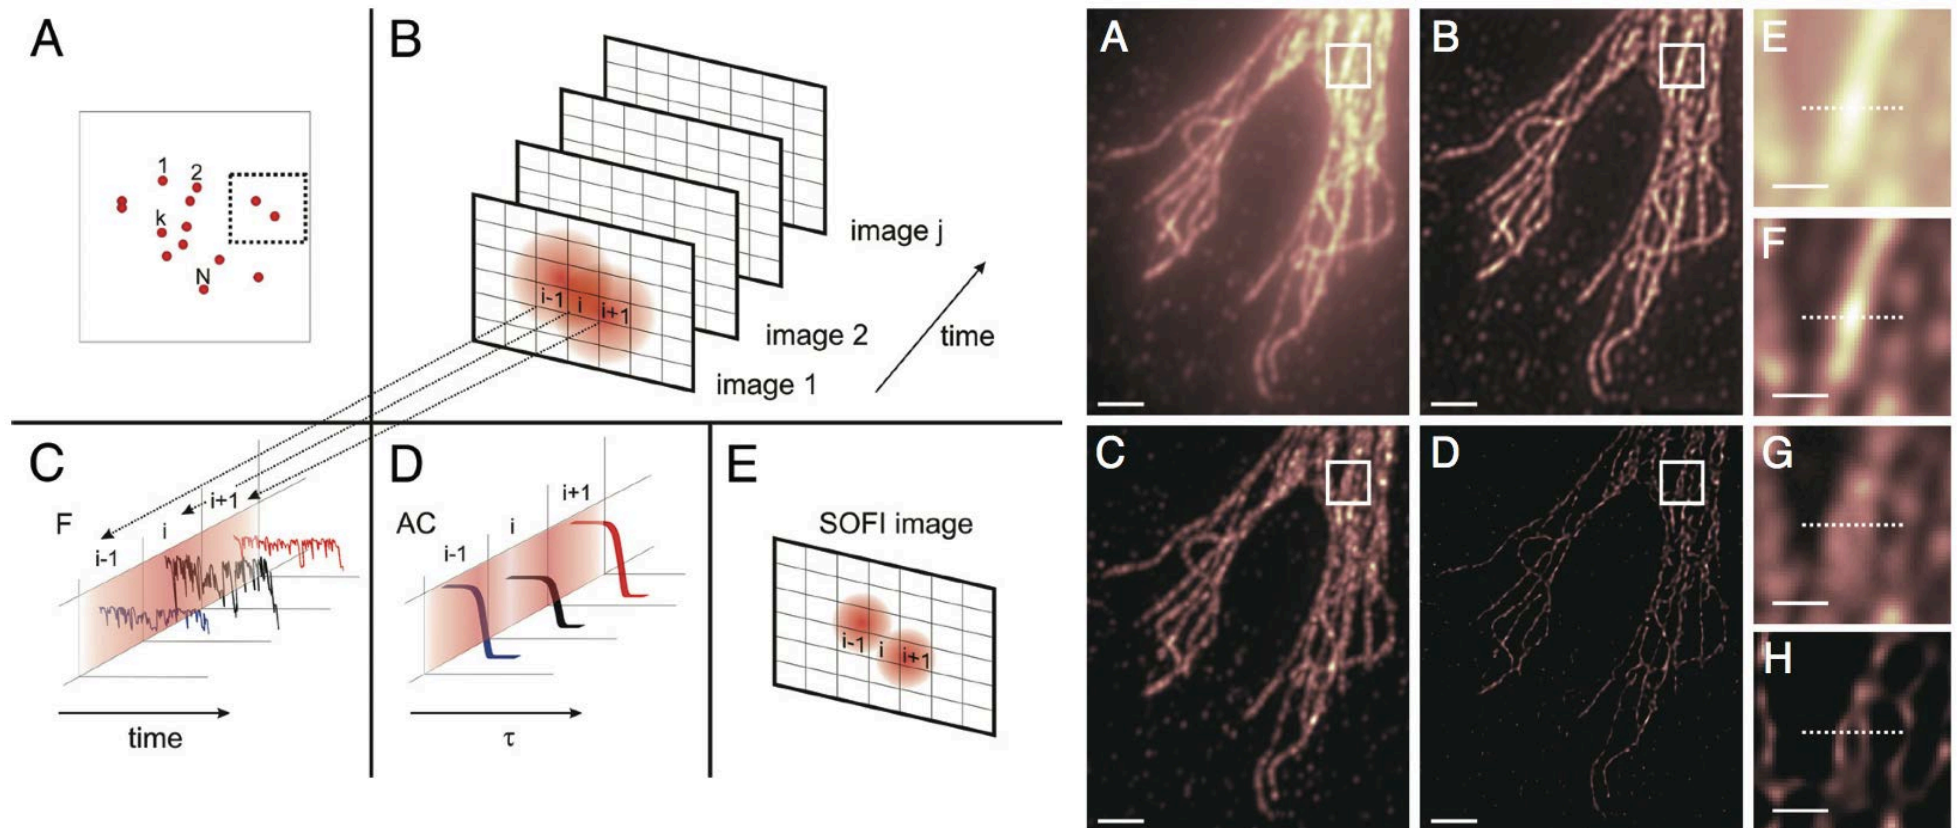 A
1
2
k
N
B
i-1 i i+1
image j
image 2
image 1
time
C
F
i-1
i
i+1
time
D
AC
i-1
i
i+1
τ
E
SOFI image
i-1 i i+1
A
B
C
D
E
F
G
H